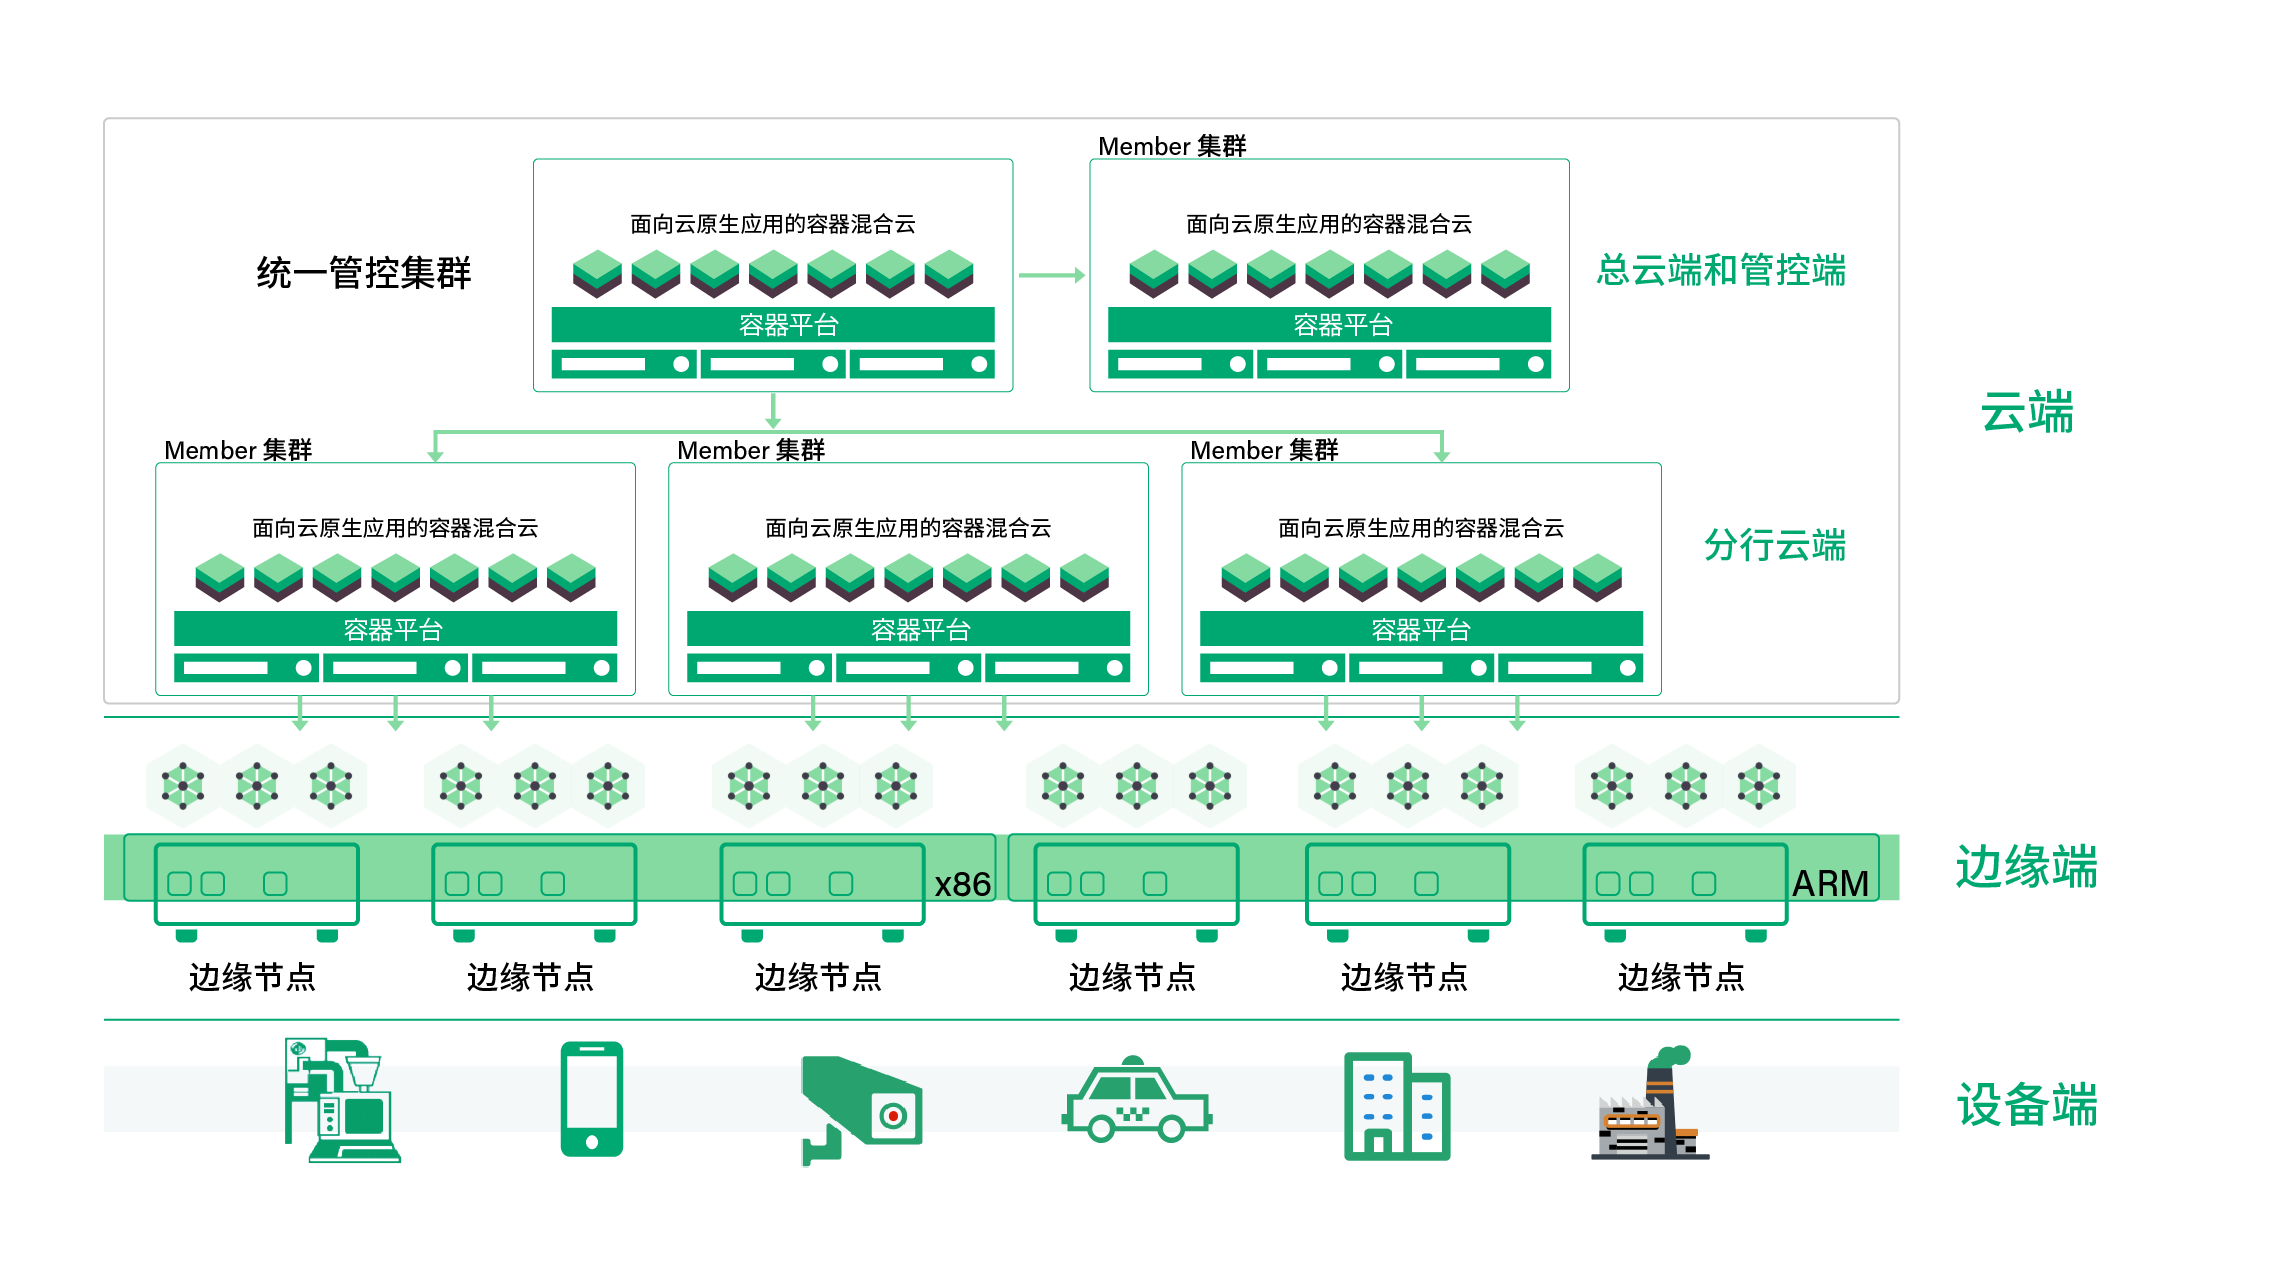 Member 集群
面向云原生应用的容器混合云
面向云原生应用的容器混合云
统一管控集群
总云端和管控端
容器平台
容器平台
云端
Member 集群
Member 集群
Member 集群
面向云原生应用的容器混合云
面向云原生应用的容器混合云
面向云原生应用的容器混合云
分行云端
容器平台
容器平台
容器平台
边缘端
x86
ARM
边缘节点
边缘节点
边缘节点
边缘节点
边缘节点
边缘节点
设备端